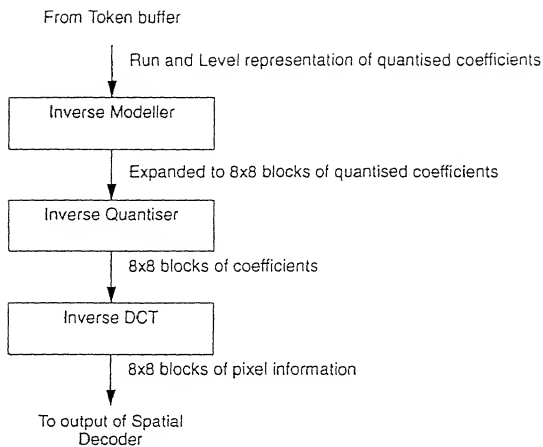 From Token buffer
Run and Level representation of quantised coefficients
Inverse Modeller
Expanded to 8x8 blocks of quantised coefficients
Inverse Quantiser
8x8 blocks of coefficients
Inverse DCT
8x8 blocks of pixel information
To output of Spatial
Decoder